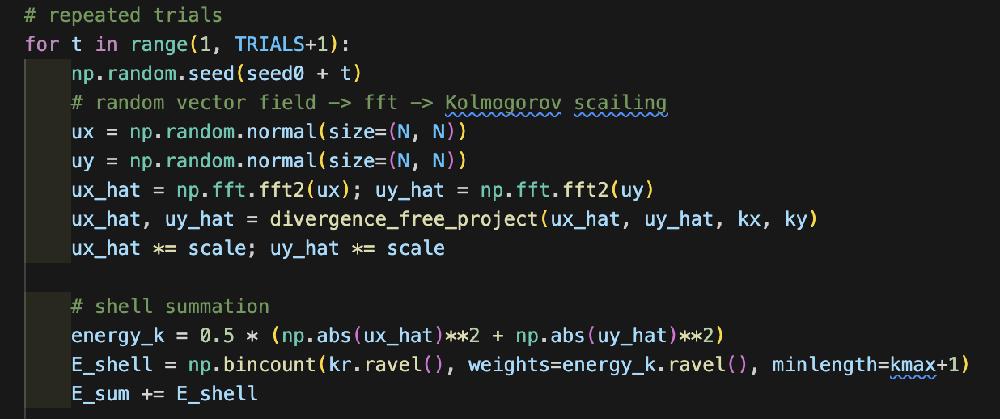 # repeated trials
for t in range(1, TRIALS+1):
np.random.seed(seed0 + t)
# random vector field -> fft -> Kolmogorov scailing
ux = np.random.normal(size=(N, N))
uy = np.random.normal(size=(N, N))
ux_hat = np.fft.fft2(ux); uy_hat = np.fft.fft2(uy)
ux_hat, uy_hat = divergence_free_project(ux_hat, uy_hat, kx, ky)
ux_hat *= scale; uy_hat *= scale
# shell summation
energy_k = 0.5 * (np.abs(ux_hat)**2 + np.abs(uy_hat)**2)
E_shell = np.bincount(kr.ravel(), weights=energy_k.ravel(), minlength=kmax+1)
E_sum += E_shell